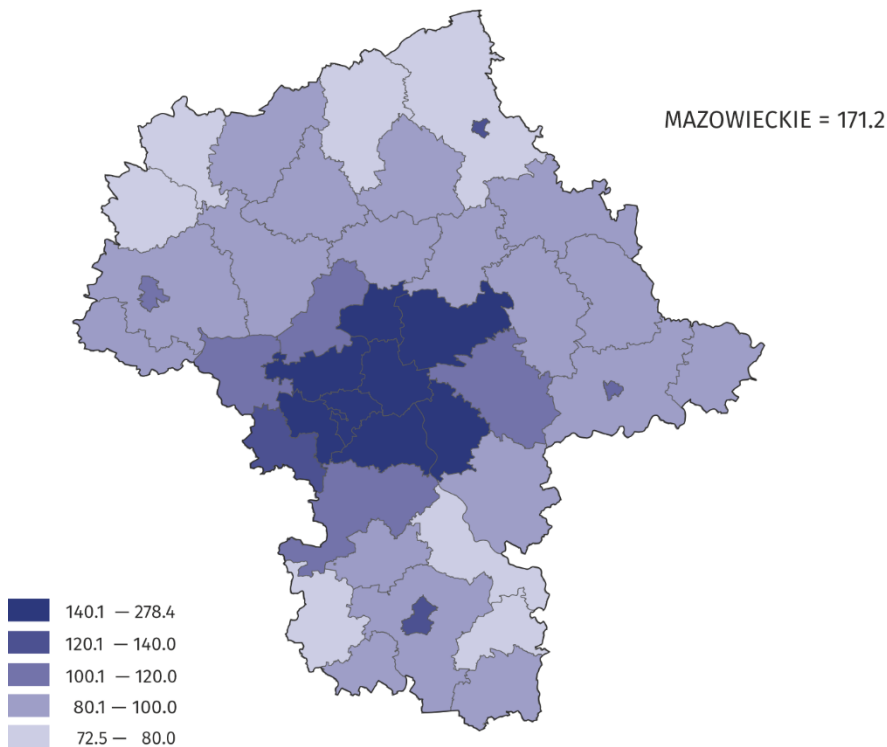 MAZOWIECKIE = 171.2
140.1 — 278.4
120.1 — 140.0
100.1 — 120.0
80.1 — 100.0
72.5 — 80.0